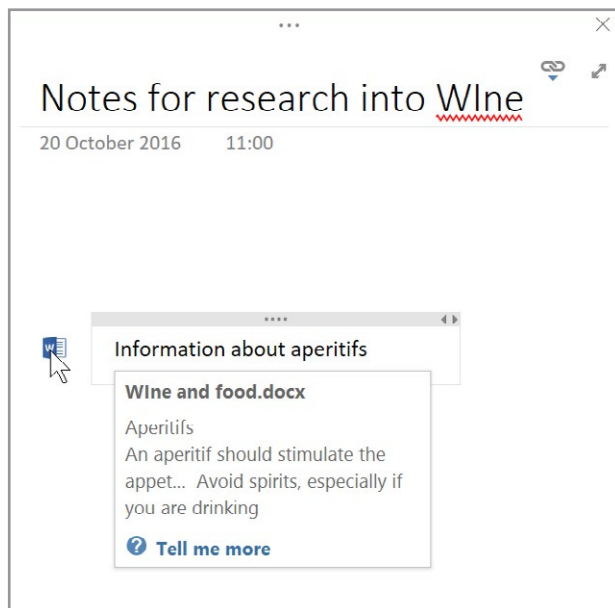 Notes for research into WIne
20 October 2016 11:00
Information about aperitifs
WIne and food.docx
Aperitifs
An aperitif should stimulate the
appet... Avoid spirits, especially if
you are drinking
Tell me more